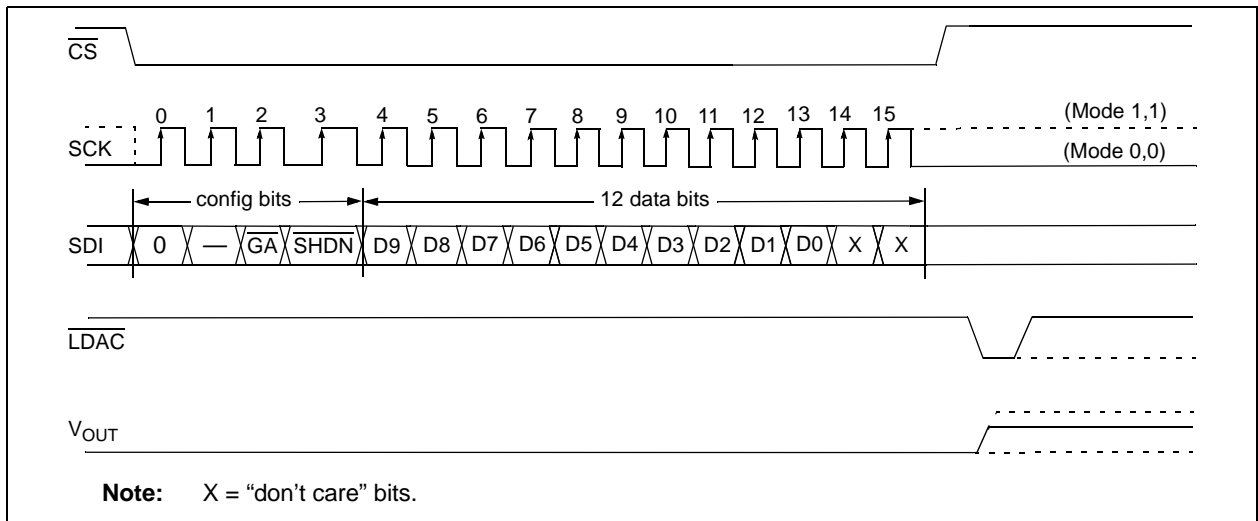 CS
0 1 2 3 4 5 6 7 8 9 10 11 12 13 14 15 (Mode 1,1)
SCK (Mode 0,0)
config bits 12 data bits
SDI 0 — GA SHDN D9 D8 D7 D6 D5 D4 D3 D2 D1 D0 X X
LDAC
VOUT
Note: X = “don’t care” bits.